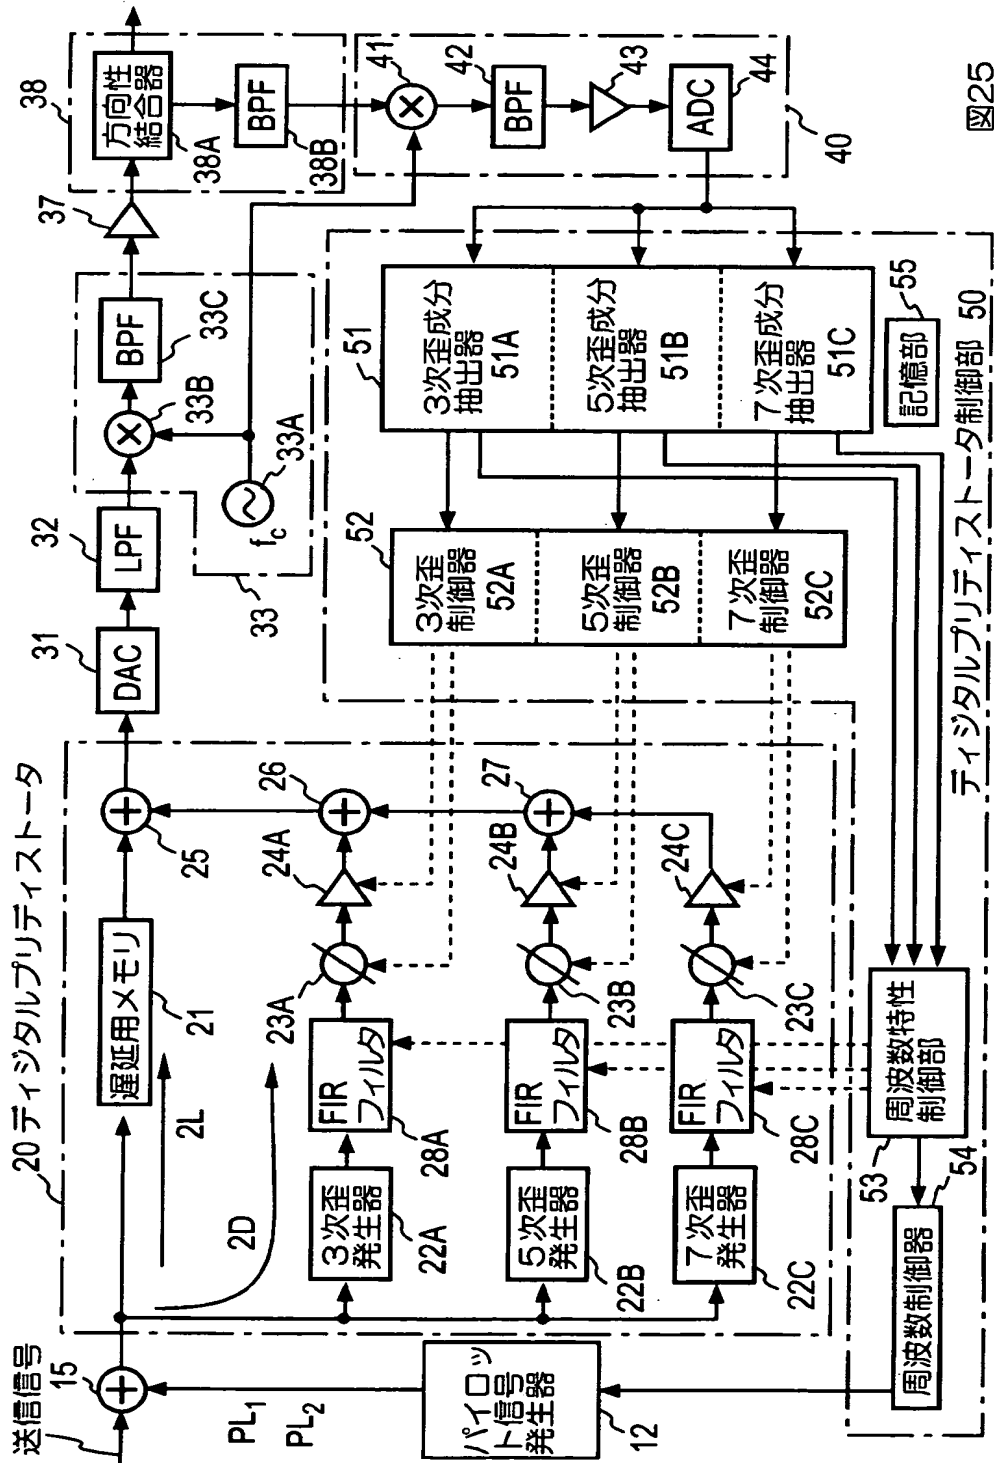 送信信号
15
20 ディジタルプリディストータ
遅延用メモリ
21
2L
2D
25
DAC
31
LPF
32
33
33B
BPF
33C
fc
33A
37
38
方向性
結合器
38A
BPF
38B
41
42
BPF
43
ADC
44
40
PL1
PL2
パイロッ
ト信号
発生器
12
3次歪
発生器
22A
FIR
フィルタ
28A
23A
24A
26
5次歪
発生器
22B
FIR
フィルタ
28B
23B
24B
27
7次歪
発生器
22C
FIR
フィルタ
28C
23C
24C
52
3次歪
制御器
52A
5次歪
制御器
52B
7次歪
制御器
52C
51
3次歪成分
抽出器
51A
5次歪成分
抽出器
51B
7次歪成分
抽出器
51C
記憶部
55
周波数特性
制御部
53
周波数制御器
54
ディジタルプリディストータ制御部 50
図25